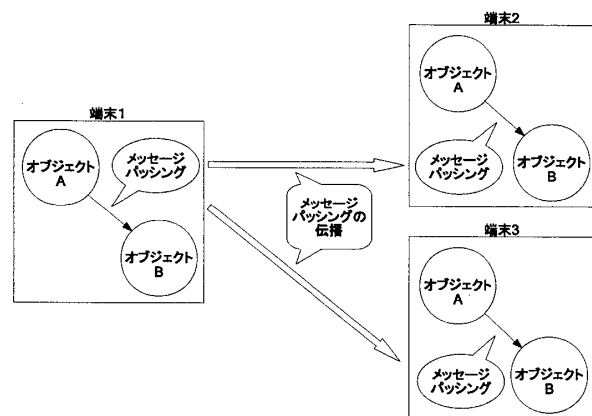 端末1
オブジェクト
A
メッセージ
パッシング
オブジェクト
B
メッセージ
パッシングの
伝播
端末2
オブジェクト
A
メッセージ
パッシング
オブジェクト
B
端末3
オブジェクト
A
メッセージ
パッシング
オブジェクト
B